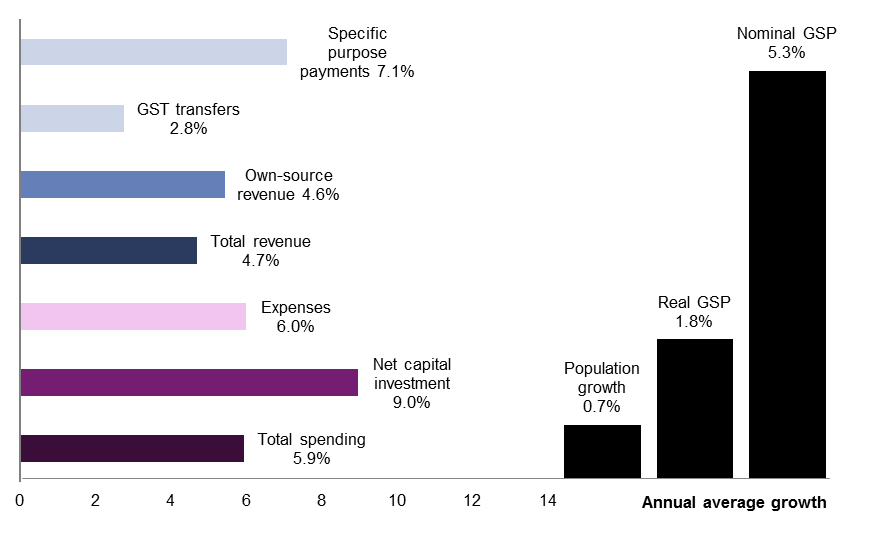 Specific
purpose
payments 7.1%
GST transfers
2.8%
Own-source
revenue 4.6%
Total revenue
4.7%
Expenses
6.0%
Net capital
investment
9.0%
Total spending
5.9%
Nominal GSP
5.3%
Real GSP
1.8%
Population
growth
0.7%
0 2 4 6 8 10 12 14
Annual average growth